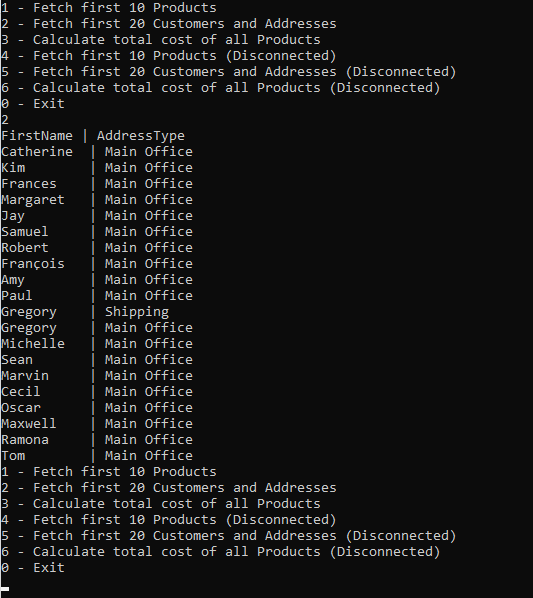 1 - Fetch first 10 Products
2 - Fetch first 20 Customers and Addresses
3 - Calculate total cost of all Products
4 - Fetch first 10 Products (Disconnected)
5 - Fetch first 20 Customers and Addresses (Disconnected)
6 - Calculate total cost of all Products (Disconnected)
0 - Exit
2
FirstName | AddressType
Catherine  | Main Office
Kim        | Main Office
Frances    | Main Office
Margaret   | Main Office
Jay        | Main Office
Samuel     | Main Office
Robert     | Main Office
François   | Main Office
Amy        | Main Office
Paul       | Main Office
Gregory    | Shipping
Gregory    | Main Office
Michelle   | Main Office
Sean       | Main Office
Marvin     | Main Office
Cecil      | Main Office
Oscar      | Main Office
Maxwell    | Main Office
Ramona     | Main Office
Tom        | Main Office
1 - Fetch first 10 Products
2 - Fetch first 20 Customers and Addresses
3 - Calculate total cost of all Products
4 - Fetch first 10 Products (Disconnected)
5 - Fetch first 20 Customers and Addresses (Disconnected)
6 - Calculate total cost of all Products (Disconnected)
0 - Exit